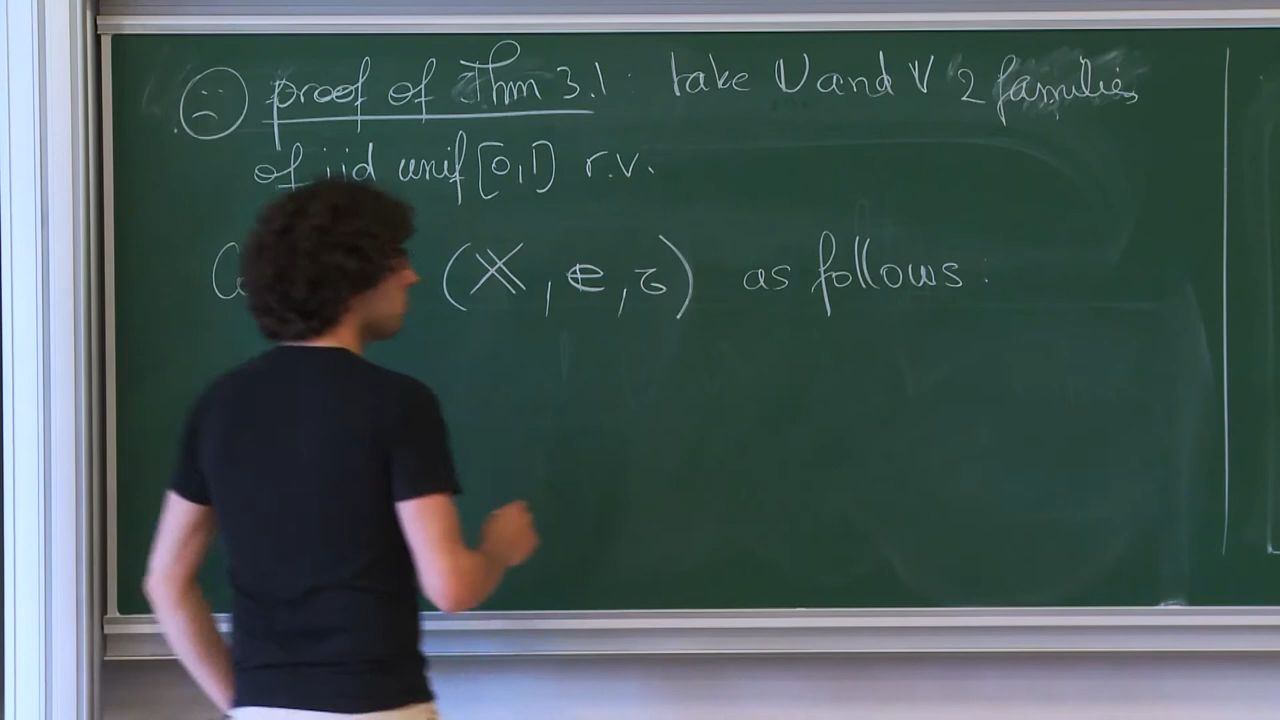 proof of Thm 3.1: take U and V 2 families
of iid unif [0,1] r.v.
(X, e, τ) as follows: